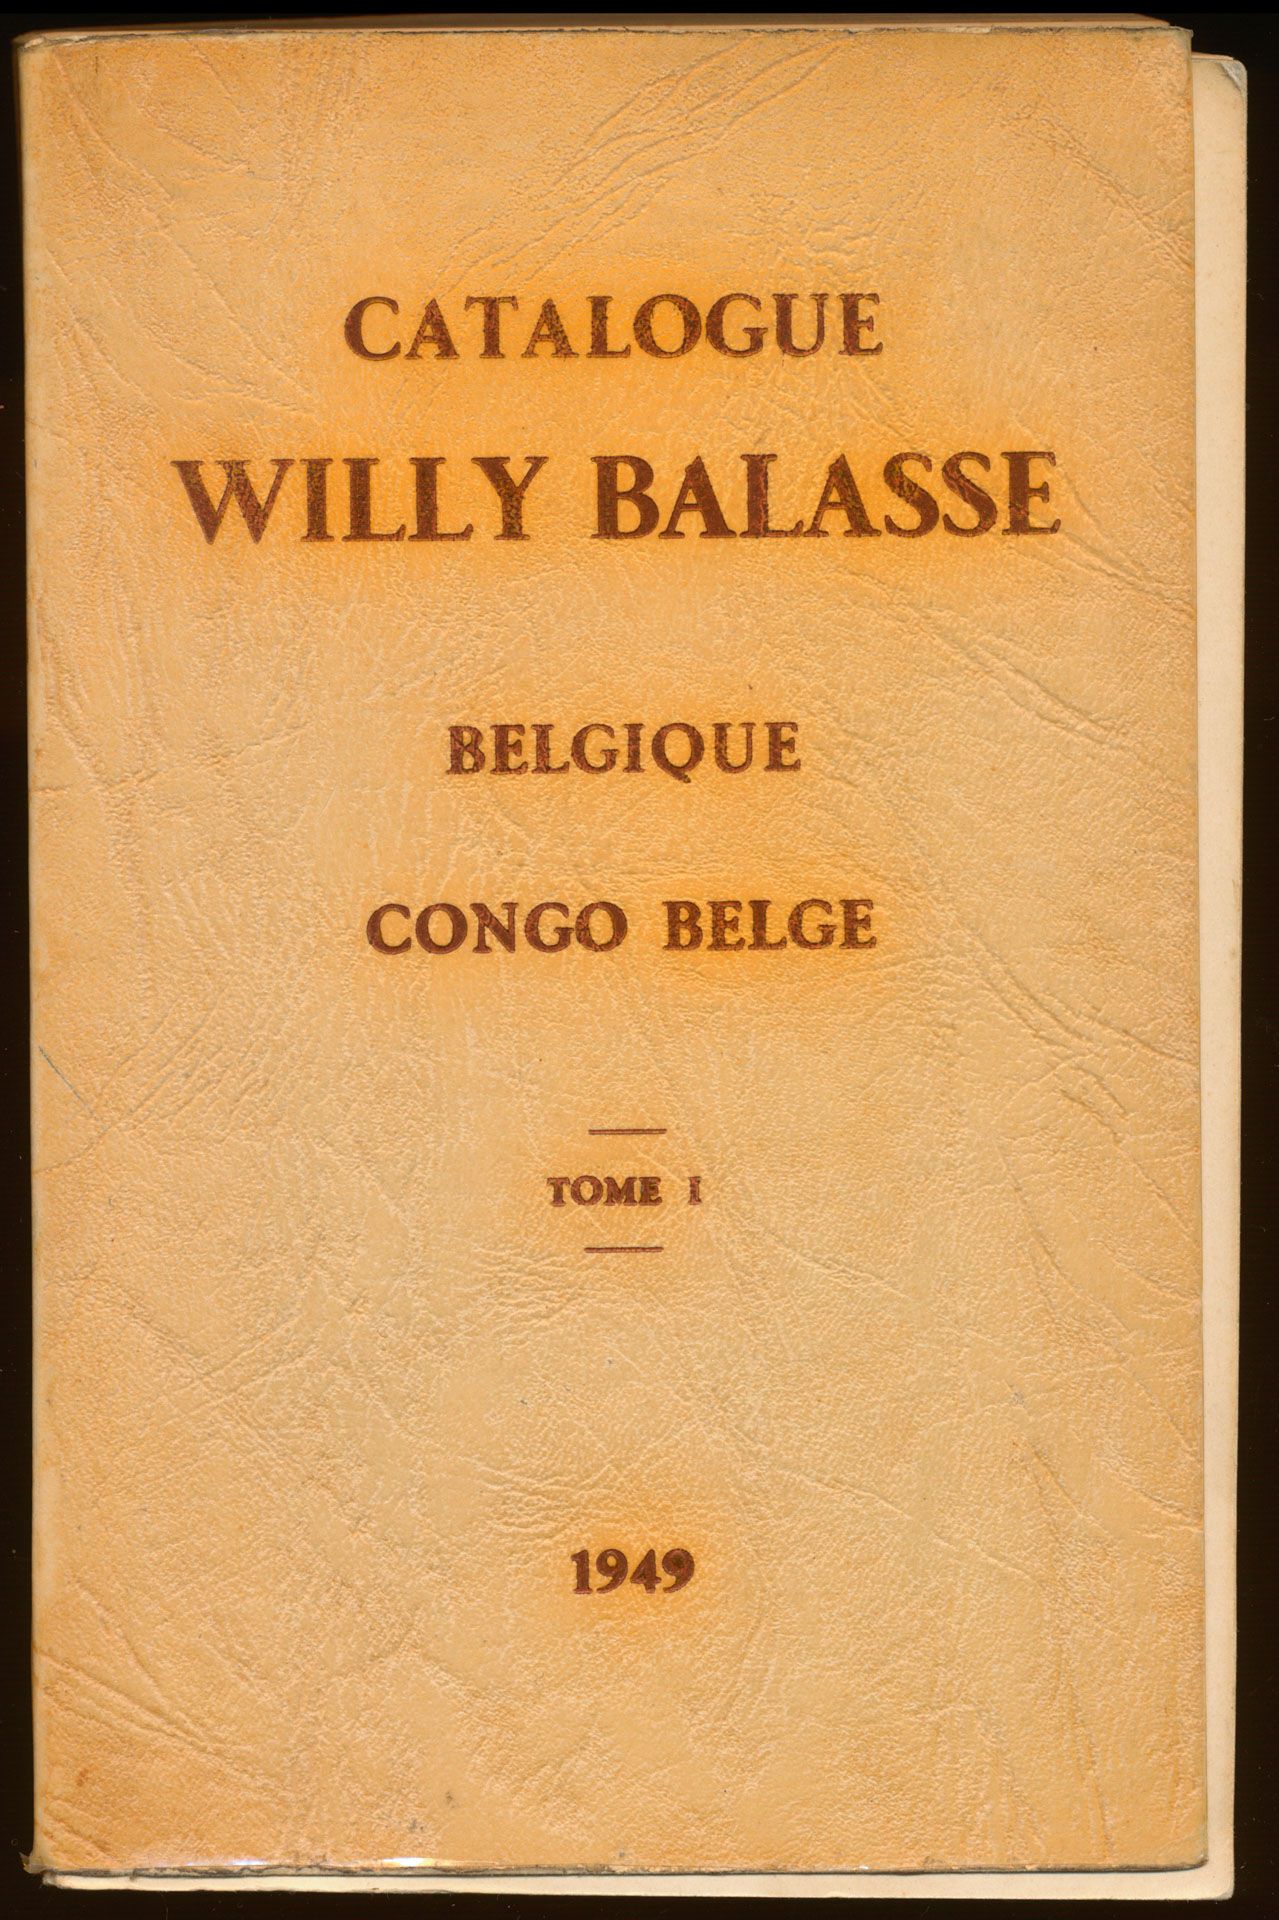 CATALOGUE
WILLY BALASSE
BELGIQUE
CONGO BELGE
TOME I
1949